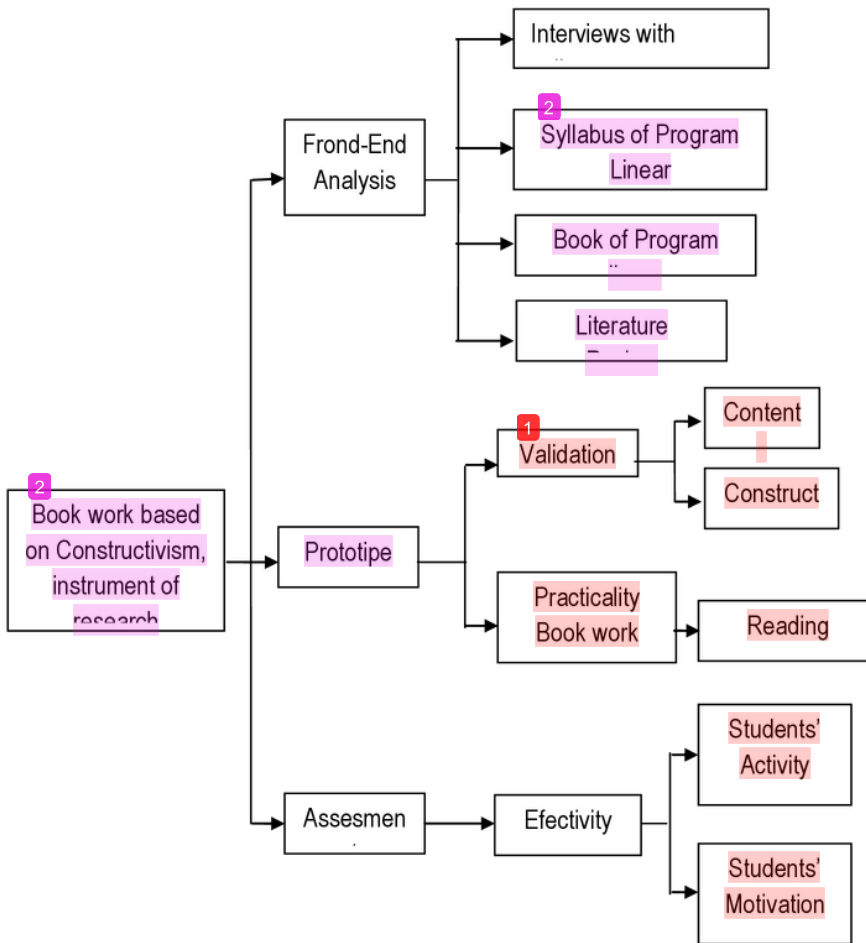 Interviews with
2
Syllabus of Program
Linear
Frond-End
Analysis
Book of Program
Literature
Content
1
Validation
Construct
2
Book work based
on Constructivism,
instrument of
research
Prototipe
Practicality
Book work
Reading
Students’
Activity
Assesmen
Efectivity
Students’
Motivation